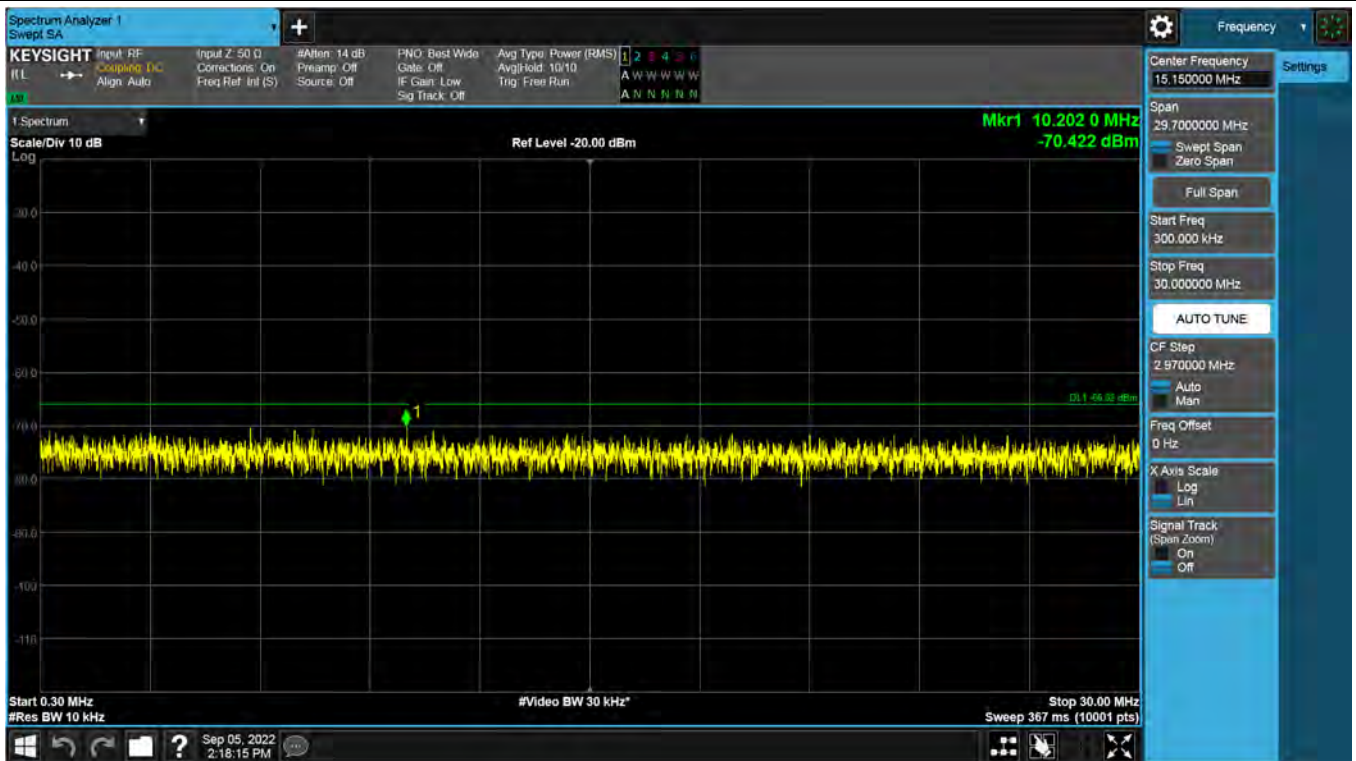 Spectrum Analyzer 1
Swept SA
+
Frequency
KEYSIGHT
Input: RF
Coupling: DC
Align: Auto
Input Z: 50 Ω
Corrections: On
Freq Ref: Int (S)
#Atten: 14 dB
Preamp: Off
Source: Off
PNO: Best Wide
Gate: Off
IF Gain: Low
Sig Track: Off
Avg Type: Power (RMS)
Avg|Hold: 10/10
Trig: Free Run
1 2 3 4 5 6
A W W W W W
A N N N N N
1 Spectrum
Scale/Div 10 dB
Log
Ref Level -20.00 dBm
Mkr1 10.202 0 MHz
-70.422 dBm
-30.0
-40.0
-50.0
-60.0
-70.0
-80.0
-90.0
-100
-110
1
Start 0.30 MHz
#Res BW 10 kHz
#Video BW 30 kHz*
Stop 30.00 MHz
Sweep 367 ms (10001 pts)
Center Frequency
15.150000 MHz
Settings
Span
29.7000000 MHz
Swept Span
Zero Span
Full Span
Start Freq
300.000 kHz
Stop Freq
30.000000 MHz
AUTO TUNE
CF Step
2.970000 MHz
Auto
Man
Freq Offset
0 Hz
X Axis Scale
Log
Lin
Signal Track
(Span Zoom)
On
Off
?
Sep 05, 2022
2:18:15 PM